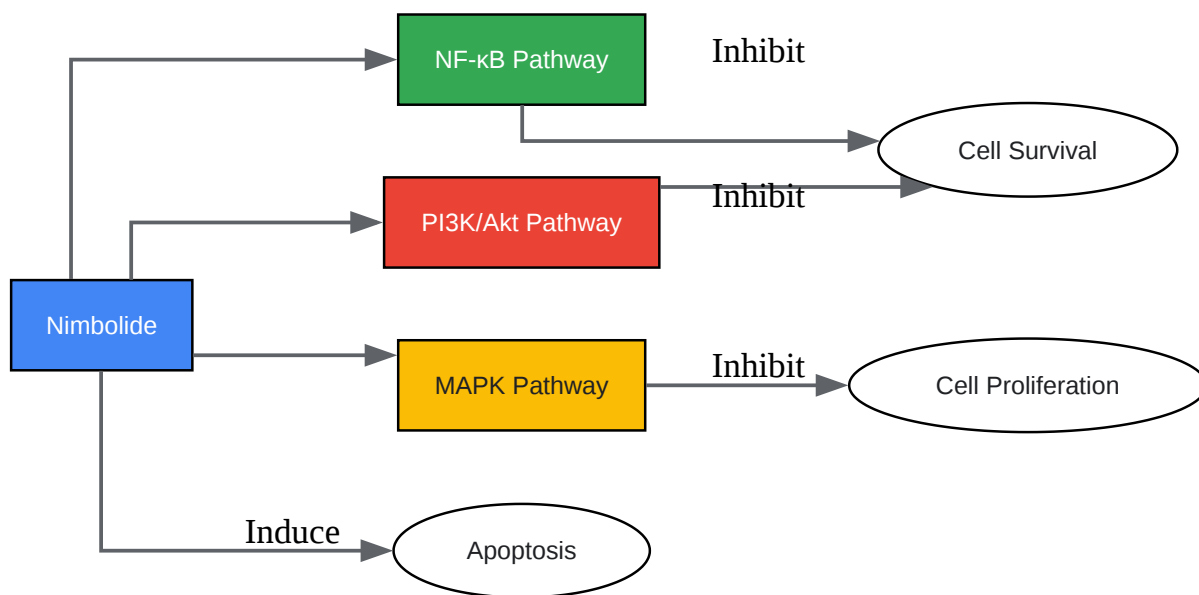 NF-κB Pathway
Inhibit
Cell Survival
PI3K/Akt Pathway
Inhibit
Nimbolide
MAPK Pathway
Inhibit
Cell Proliferation
Induce
Apoptosis